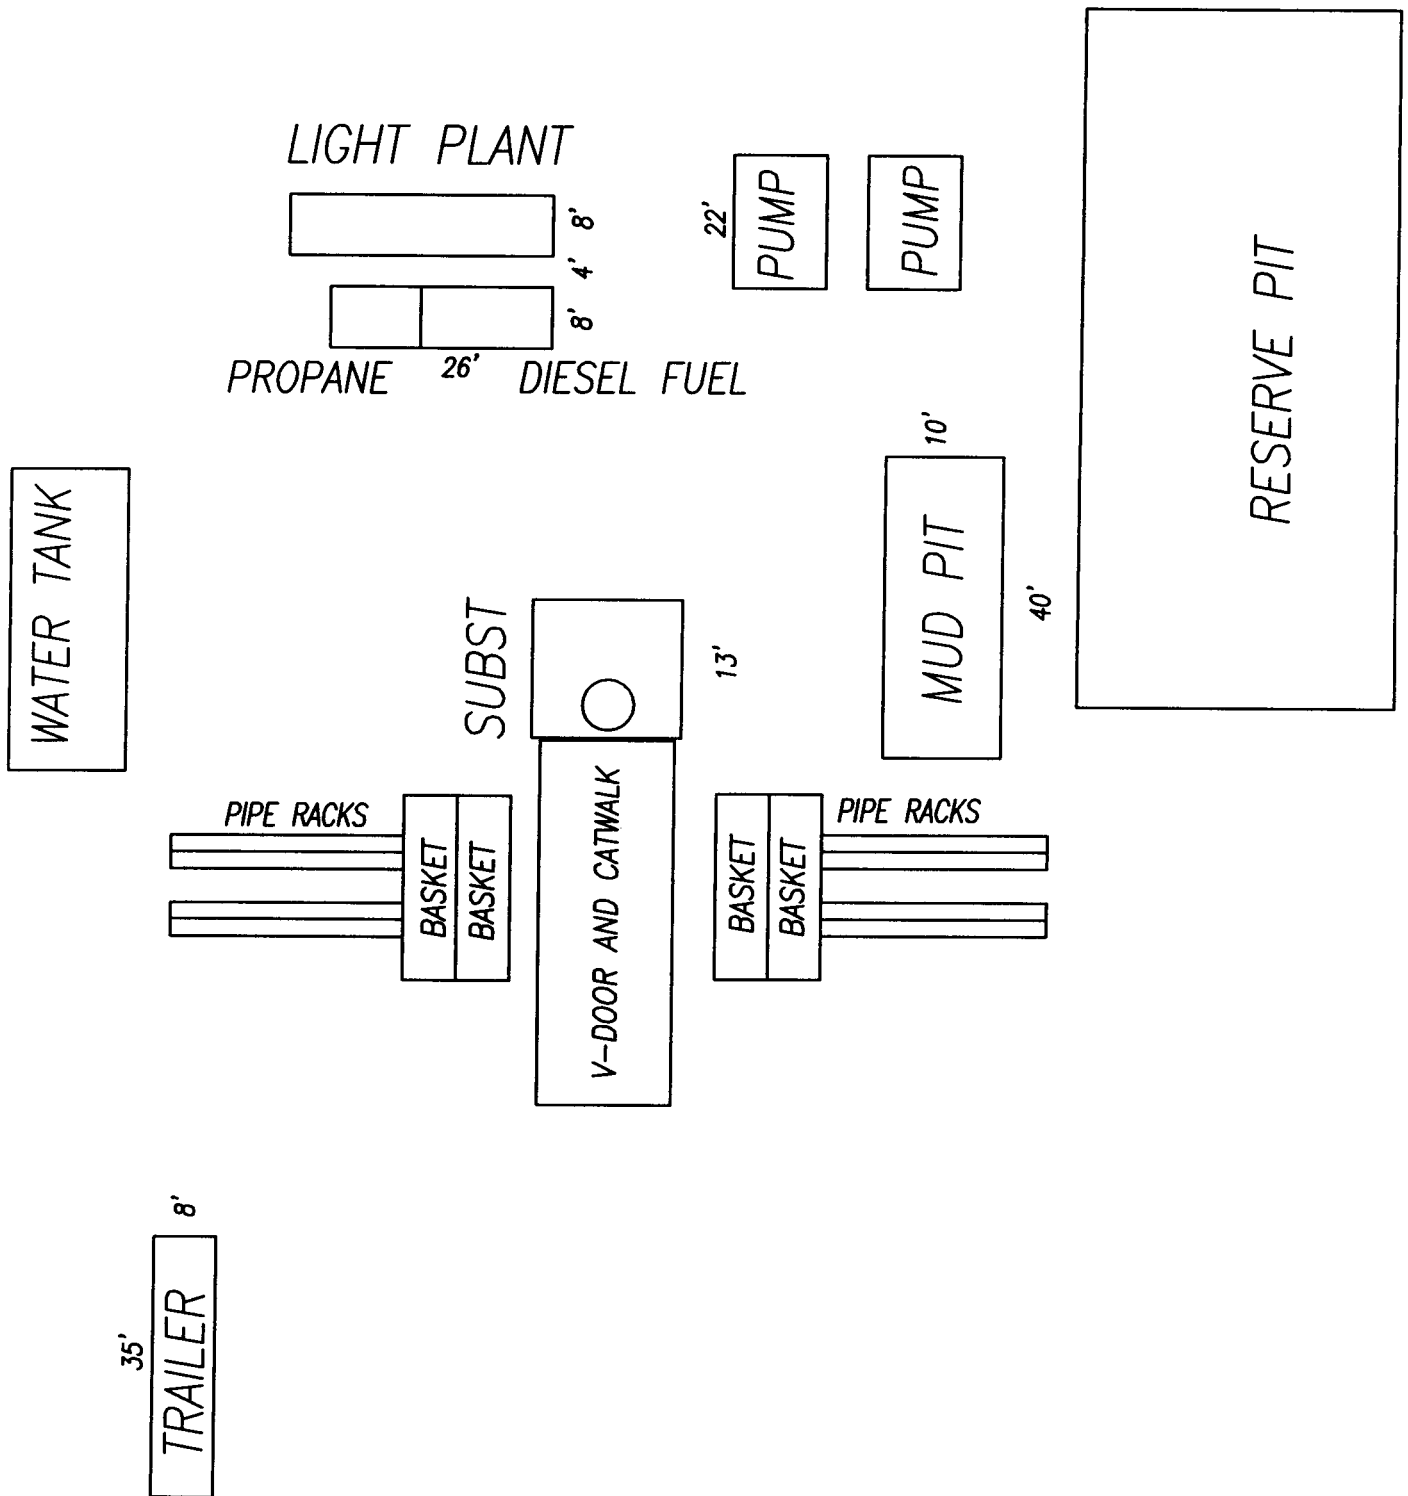 LIGHT PLANT
8'
4'
8'
PROPANE
26'
DIESEL FUEL
22'
PUMP
PUMP
RESERVE PIT
WATER TANK
SUBST
13'
10'
MUD PIT
40'
PIPE RACKS
BASKET
BASKET
V-DOOR AND CATWALK
BASKET
BASKET
PIPE RACKS
8'
35'
TRAILER